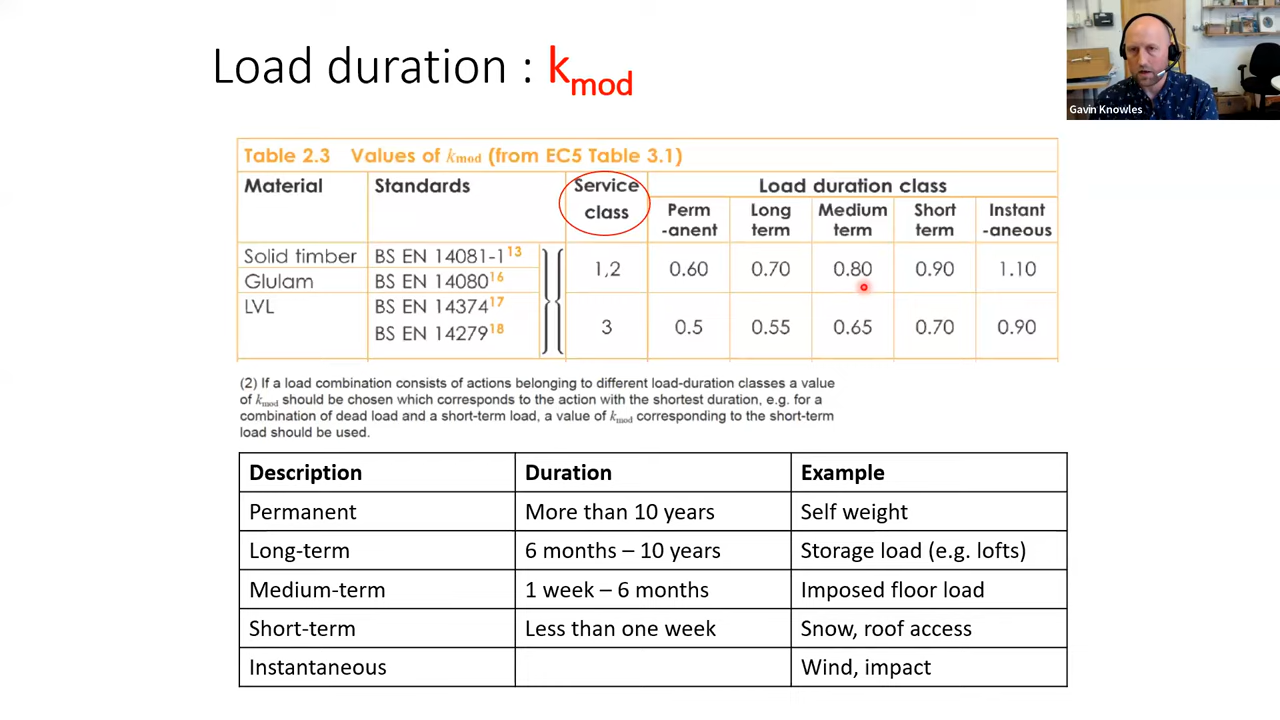 Load duration : kmod
Gavin Knowles
Table 2.3 Values of kmod (from EC5 Table 3.1)
Material Standards Service class Load duration class
Perm-anent Long term Medium term Short term Instant-aneous
Solid timber BS EN 14081-1 13
Glulam BS EN 14080 16
LVL BS EN 14374 17
BS EN 14279 18
1,2 0.60 0.70 0.80 0.90 1.10
3 0.5 0.55 0.65 0.70 0.90
(2) If a load combination consists of actions belonging to different load-duration classes a value
of kmod should be chosen which corresponds to the action with the shortest duration, e.g. for a
combination of dead load and a short-term load, a value of kmod corresponding to the short-term
load should be used.
Description Duration Example
Permanent More than 10 years Self weight
Long-term 6 months – 10 years Storage load (e.g. lofts)
Medium-term 1 week – 6 months Imposed floor load
Short-term Less than one week Snow, roof access
Instantaneous Wind, impact